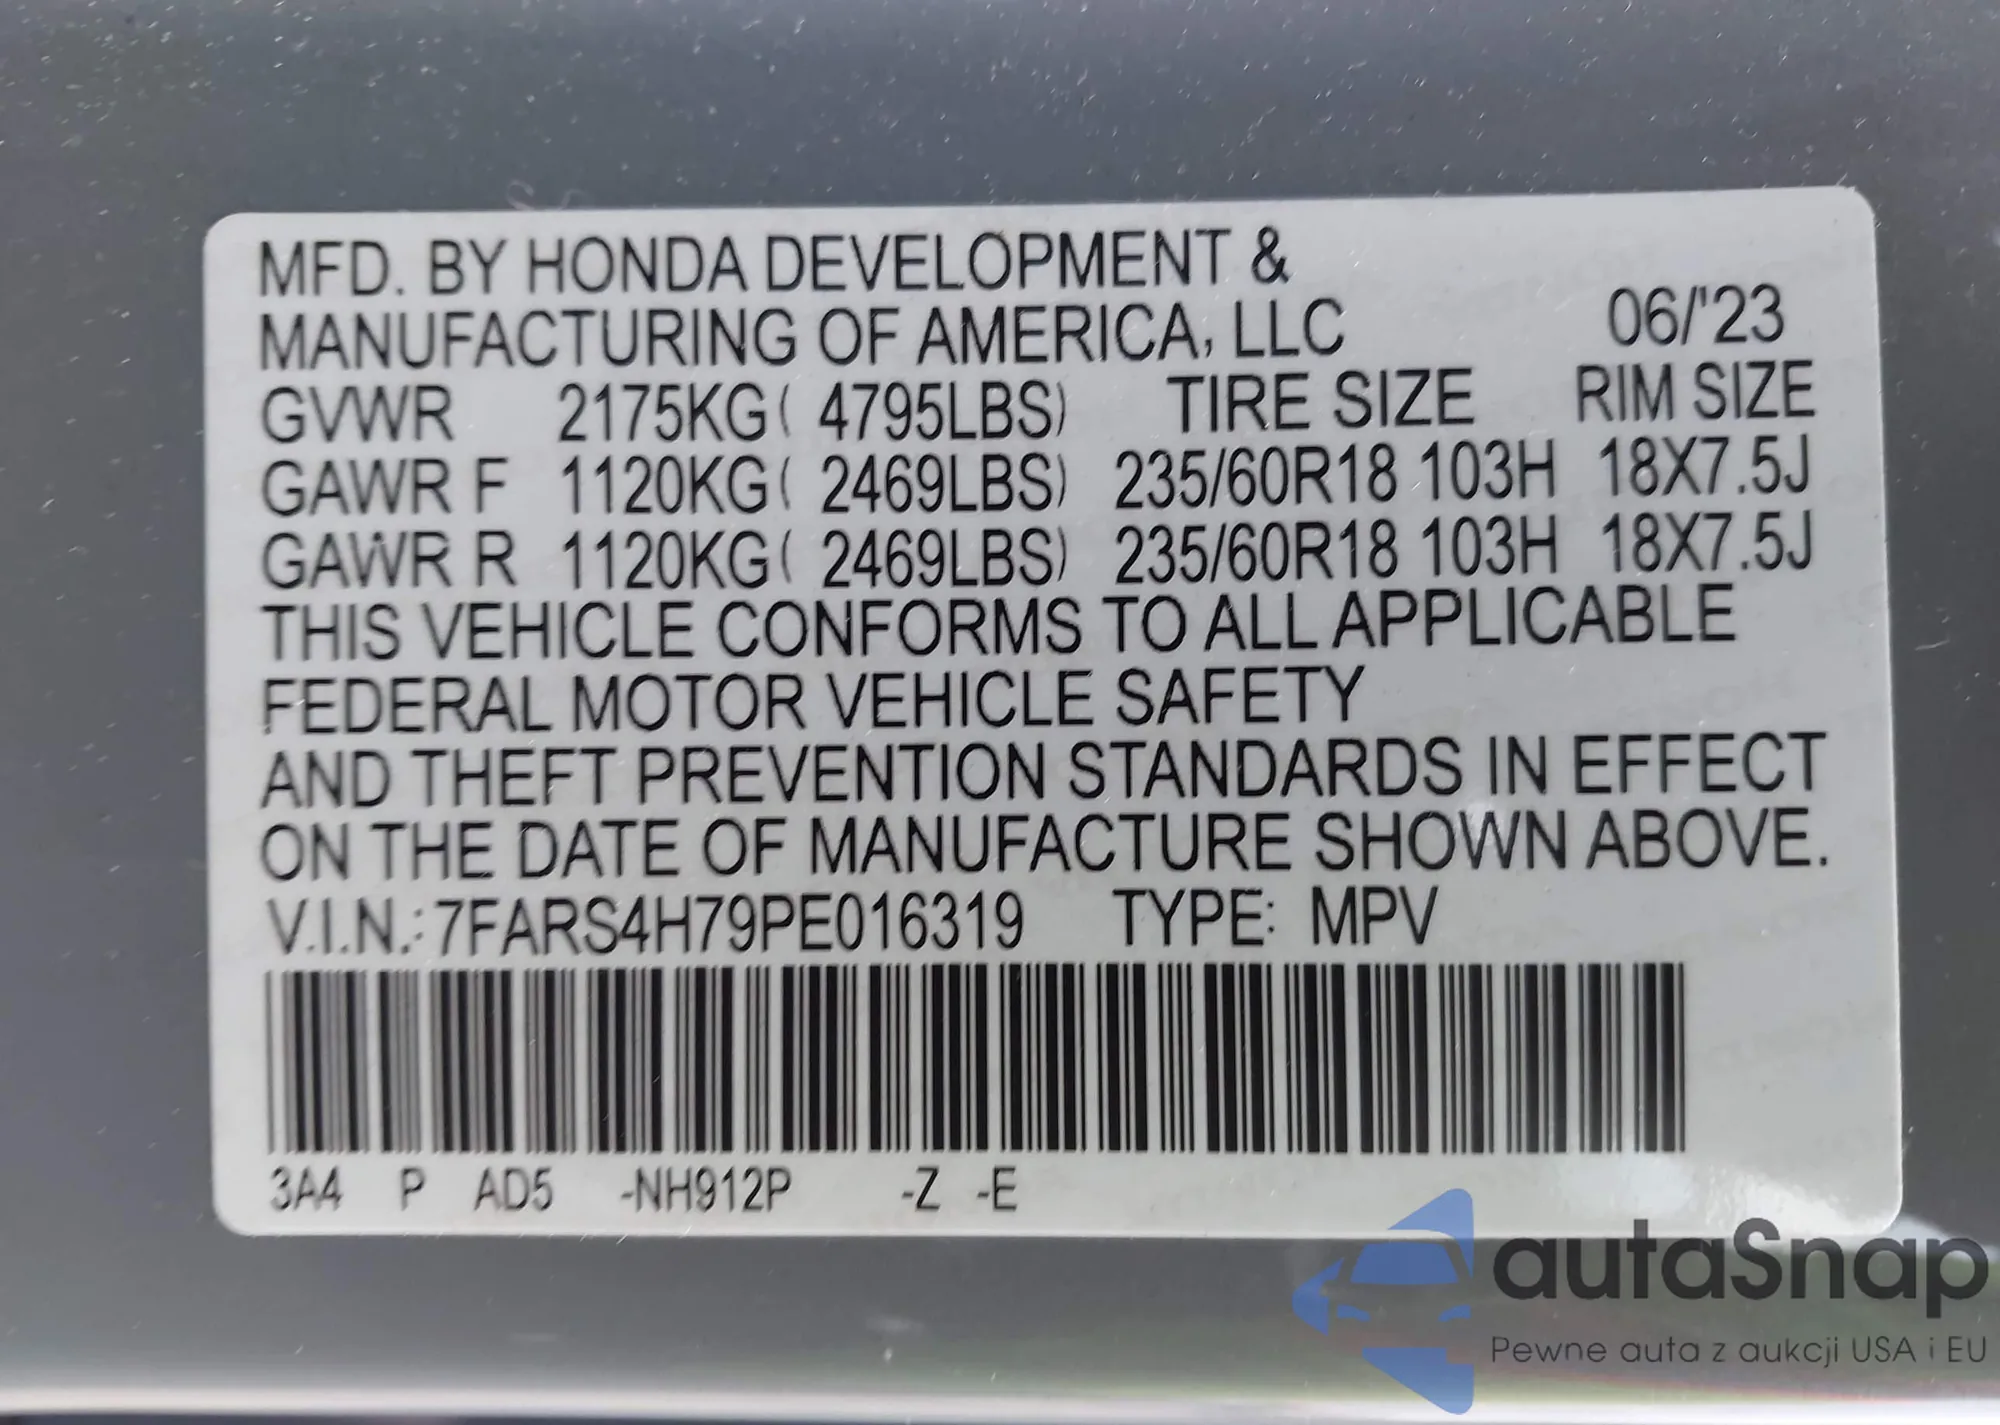 MFD. BY HONDA DEVELOPMENT &
MANUFACTURING OF AMERICA, LLC 06/'23
GVWR 2175KG( 4795LBS) TIRE SIZE RIM SIZE
GAWR F 1120KG( 2469LBS) 235/60R18 103H 18X7.5J
GAWR R 1120KG( 2469LBS) 235/60R18 103H 18X7.5J
THIS VEHICLE CONFORMS TO ALL APPLICABLE
FEDERAL MOTOR VEHICLE SAFETY
AND THEFT PREVENTION STANDARDS IN EFFECT
ON THE DATE OF MANUFACTURE SHOWN ABOVE.
V.I.N.: 7FARS4H79PE016319 TYPE: MPV
3A4 P AD5 -NH912P -Z -E
autaSnap
Pewne auta z aukcji USA i EU